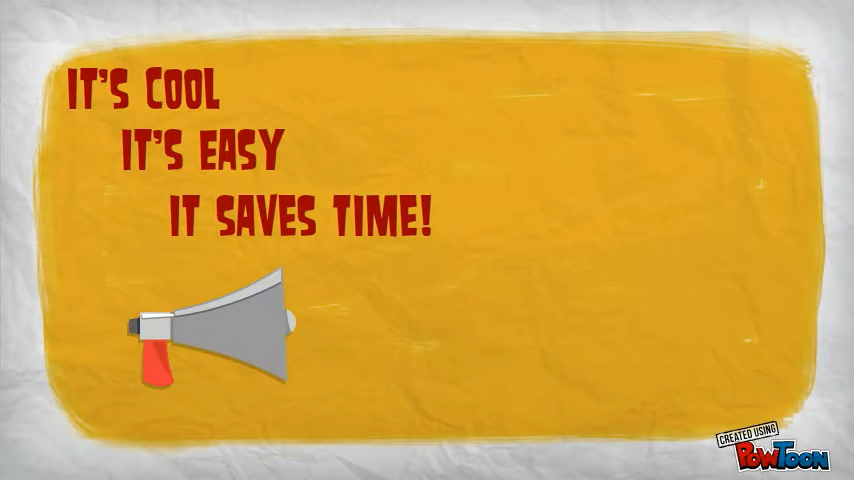 IT'S COOL
IT'S EASY
IT SAVES TIME!
CREATED USING
POWTOON